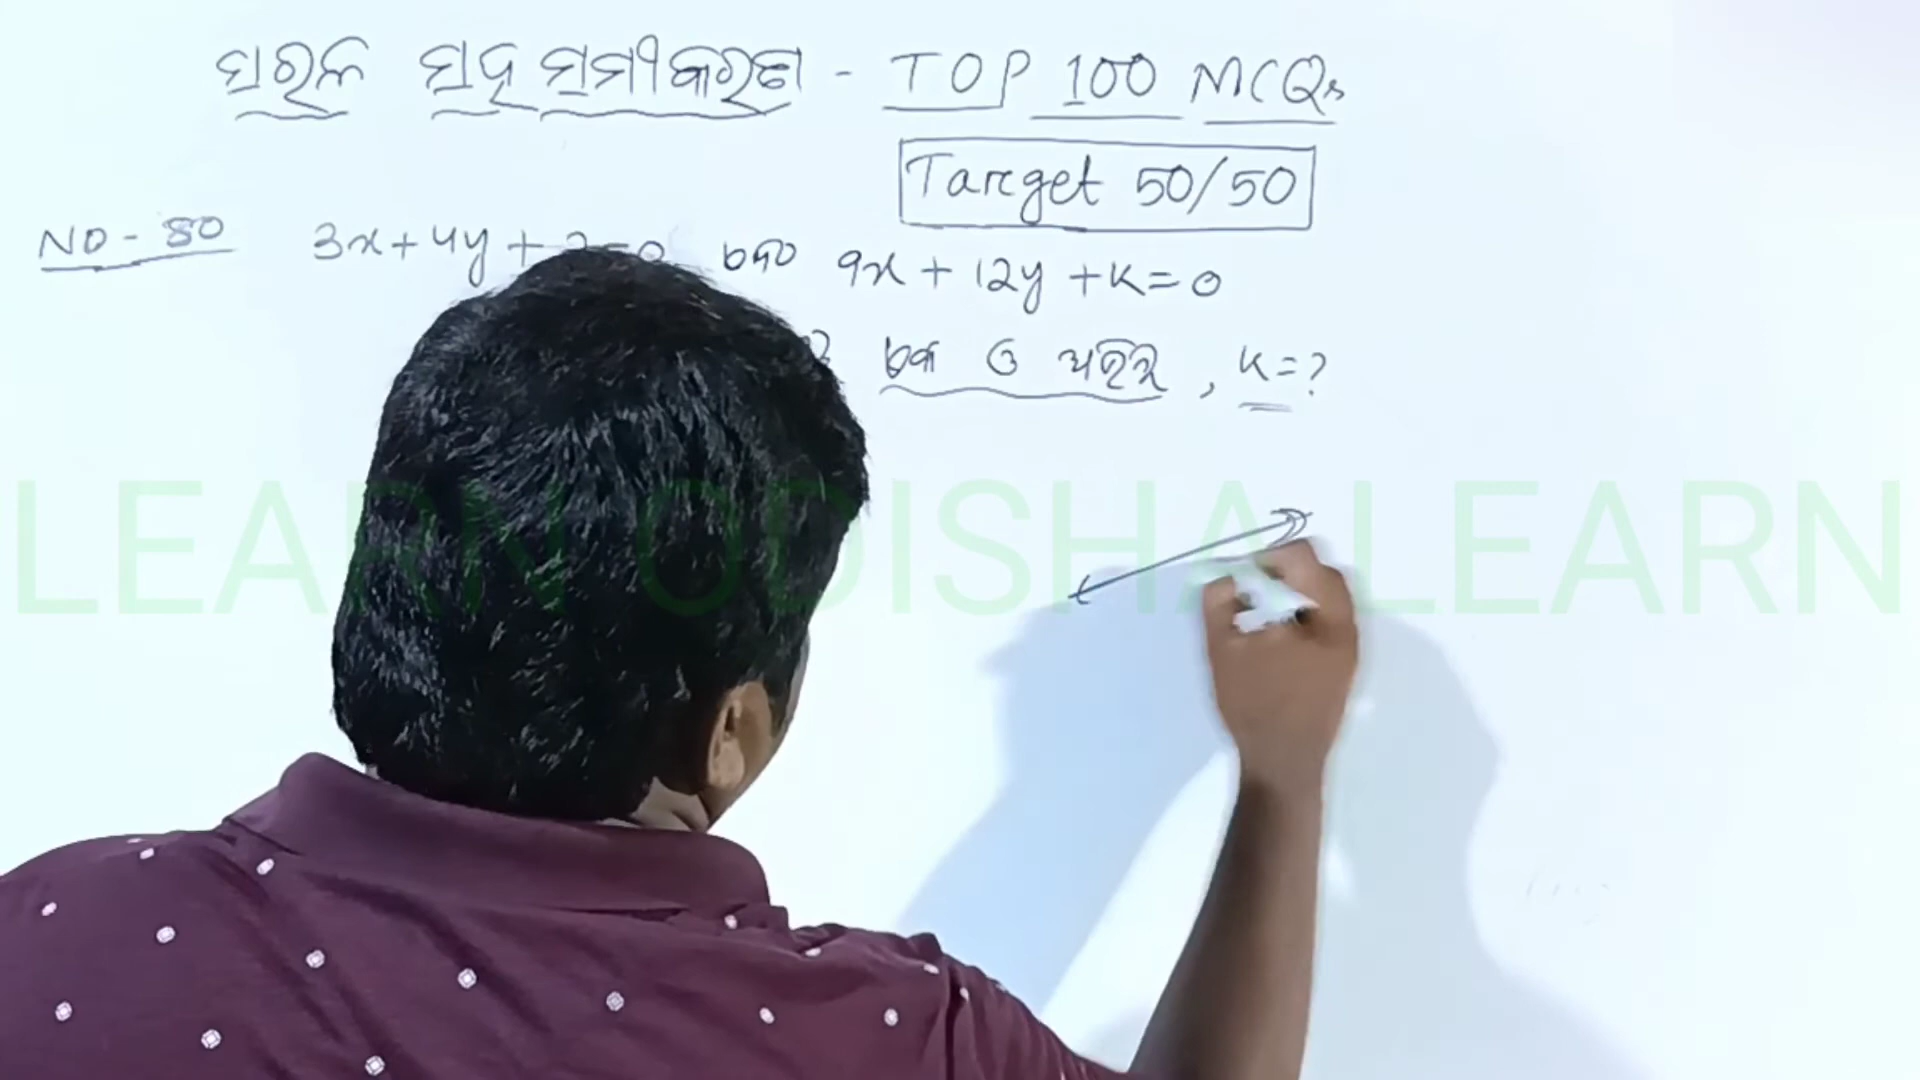 ସରଳ ସହ ସମୀକରଣ - TOP 100 MCQs
Target 50/50
NO - 80 3x + 4y + ଏବଂ 9x + 12y + K = 0
ଏକ ଓ ଅଭିନ୍ନ, K = ?
LEARN ODISHA LEARN